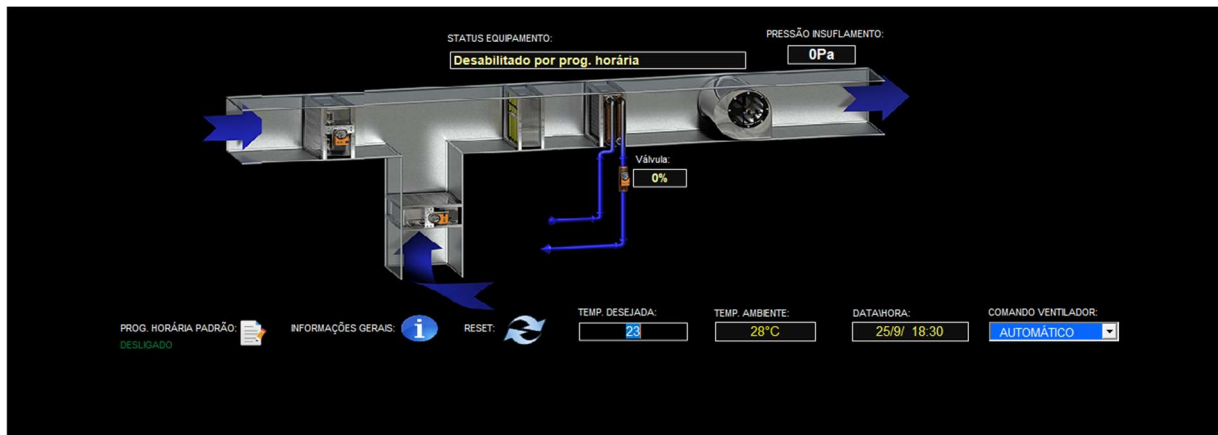 STATUS EQUIPAMENTO:
PRESSÃO INSUFLAMENTO:
Desabilitado por prog. horária
0Pa
Válvula:
0%
PROG. HORÁRIA PADRÃO:
DESLIGADO
INFORMAÇÕES GERAIS:
RESET:
TEMP. DESEJADA:
23
TEMP. AMBIENTE:
28°C
DATA\HORA:
25/9/ 18:30
COMANDO VENTILADOR:
AUTOMÁTICO